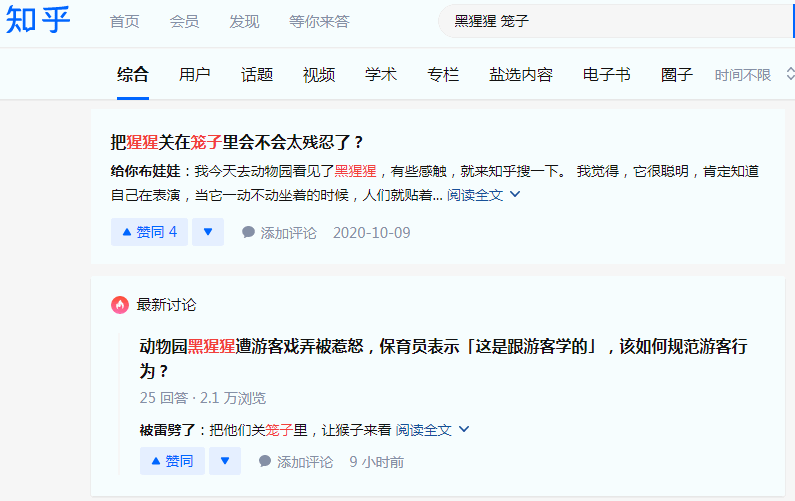 知乎 首页 会员 发现 等你来答 黑猩猩 笼子
综合 用户 话题 视频 学术 专栏 盐选内容 电子书 圈子 时间不限
把猩猩关在笼子里会不会太残忍了？
给你布娃娃：我今天去动物园看见了黑猩猩，有些感触，就来知乎搜一下。 我觉得，它很聪明，肯定知道
自己在表演，当它一动不动坐着的时候，人们就贴着... 阅读全文
赞同 4 添加评论 2020-10-09
最新讨论
动物园黑猩猩遭游客戏弄被惹怒，保育员表示「这是跟游客学的」，该如何规范游客行
为？
25 回答 · 2.1 万浏览
被雷劈了：把他们关笼子里，让猴子来看 阅读全文
赞同 添加评论 9 小时前